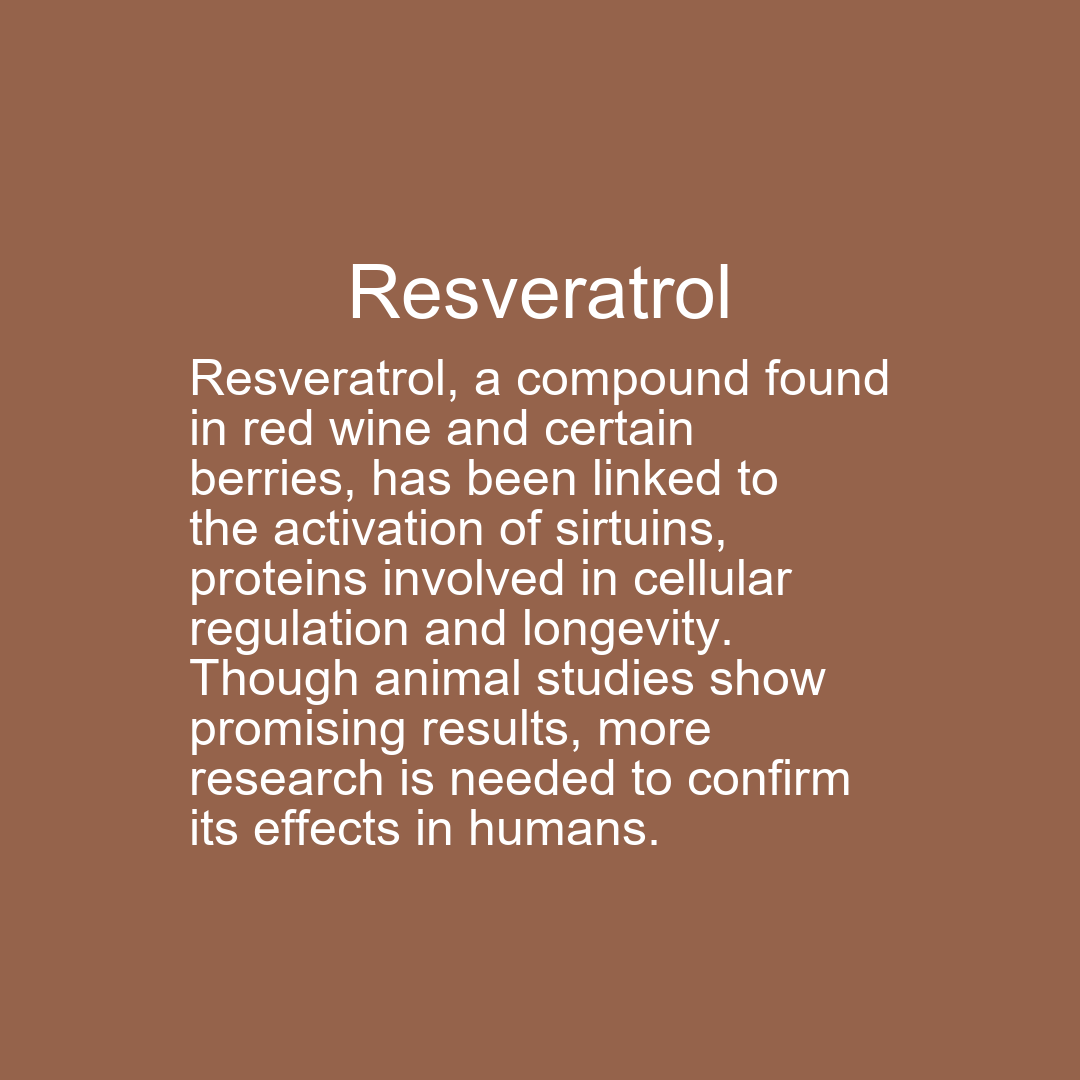 Resveratrol
Resveratrol, a compound found
in red wine and certain
berries, has been linked to
the activation of sirtuins,
proteins involved in cellular
regulation and longevity.
Though animal studies show
promising results, more
research is needed to confirm
its effects in humans.